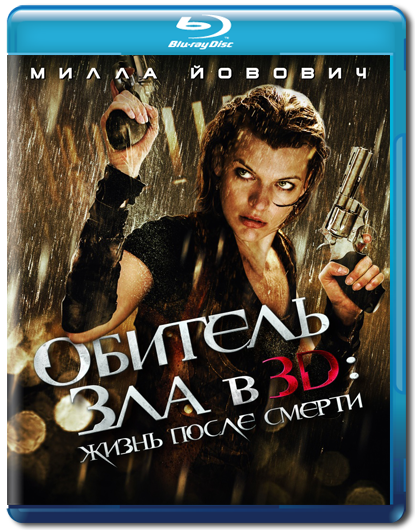 Blu-ray Disc
МИЛЛА ЙОВОВИЧ
ОБИТЕЛЬ
ЗЛА В 3D:
ЖИЗНЬ ПОСЛЕ СМЕРТИ